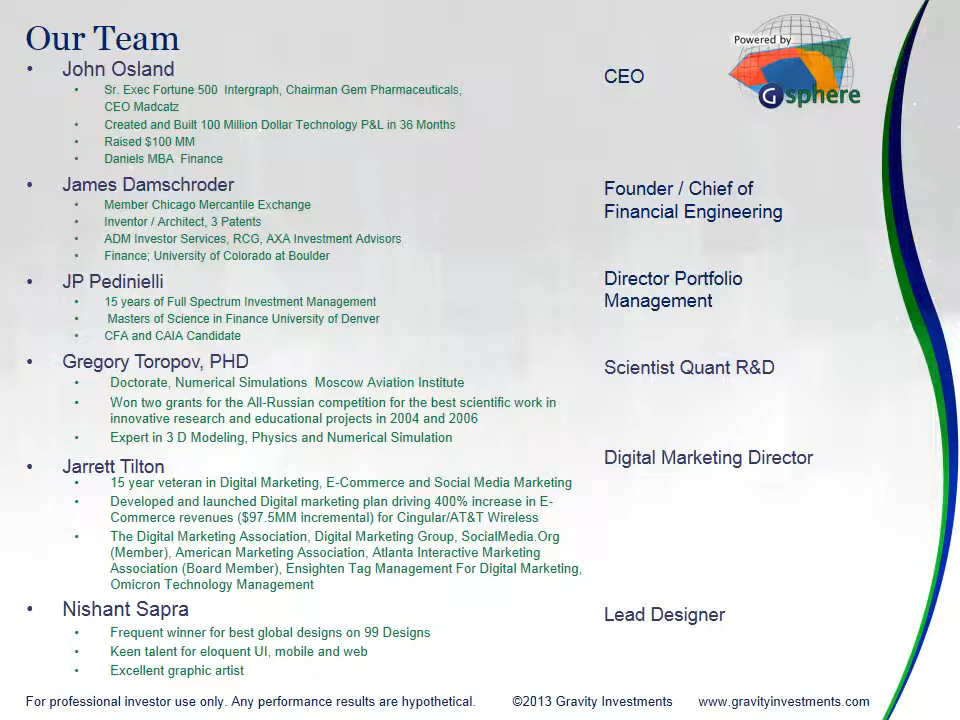 Our Team
Powered by
Gsphere
• John Osland
CEO
• Sr. Exec Fortune 500  Intergraph, Chairman Gem Pharmaceuticals,
CEO Madcatz
• Created and Built 100 Million Dollar Technology P&L in 36 Months
• Raised $100 MM
• Daniels MBA  Finance
• James Damschroder
Founder / Chief of
Financial Engineering
• Member Chicago Mercantile Exchange
• Inventor / Architect, 3 Patents
• ADM Investor Services, RCG, AXA Investment Advisors
• Finance; University of Colorado at Boulder
• JP Pedinielli
Director Portfolio
Management
• 15 years of Full Spectrum Investment Management
• Masters of Science in Finance University of Denver
• CFA and CAIA Candidate
• Gregory Toropov, PHD
Scientist Quant R&D
• Doctorate, Numerical Simulations  Moscow Aviation Institute
• Won two grants for the All-Russian competition for the best scientific work in
innovative research and educational projects in 2004 and 2006
• Expert in 3 D Modeling, Physics and Numerical Simulation
• Jarrett Tilton
Digital Marketing Director
• 15 year veteran in Digital Marketing, E-Commerce and Social Media Marketing
• Developed and launched Digital marketing plan driving 400% increase in E-
Commerce revenues ($97.5MM incremental) for Cingular/AT&T Wireless
• The Digital Marketing Association, Digital Marketing Group, SocialMedia.Org
(Member), American Marketing Association, Atlanta Interactive Marketing
Association (Board Member), Ensighten Tag Management For Digital Marketing,
Omicron Technology Management
• Nishant Sapra
Lead Designer
• Frequent winner for best global designs on 99 Designs
• Keen talent for eloquent UI, mobile and web
• Excellent graphic artist
For professional investor use only. Any performance results are hypothetical. ©2013 Gravity Investments www.gravityinvestments.com